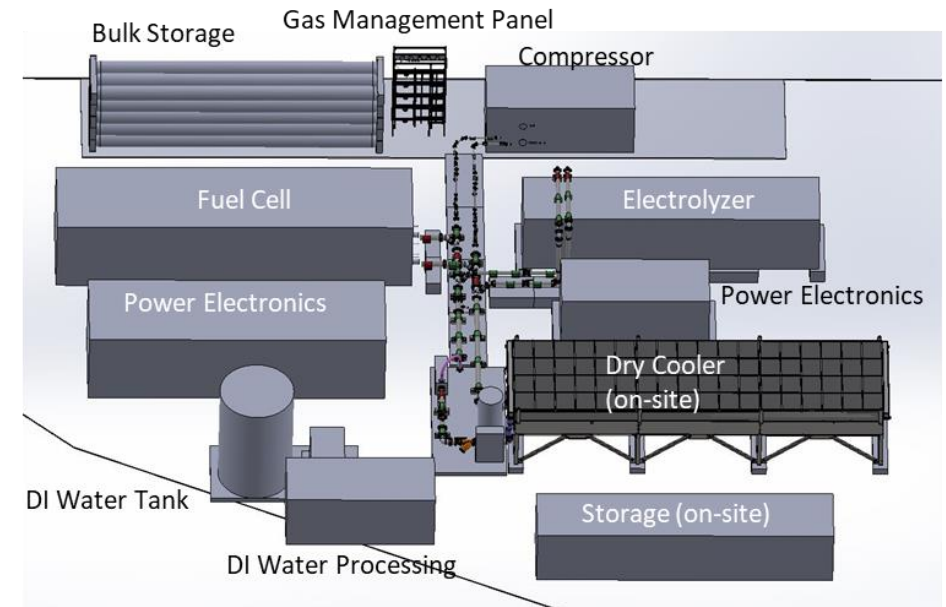 Gas Management Panel
Bulk Storage
Compressor
Fuel Cell
Electrolyzer
Power Electronics
Power Electronics
Dry Cooler
(on-site)
DI Water Tank
Storage (on-site)
DI Water Processing